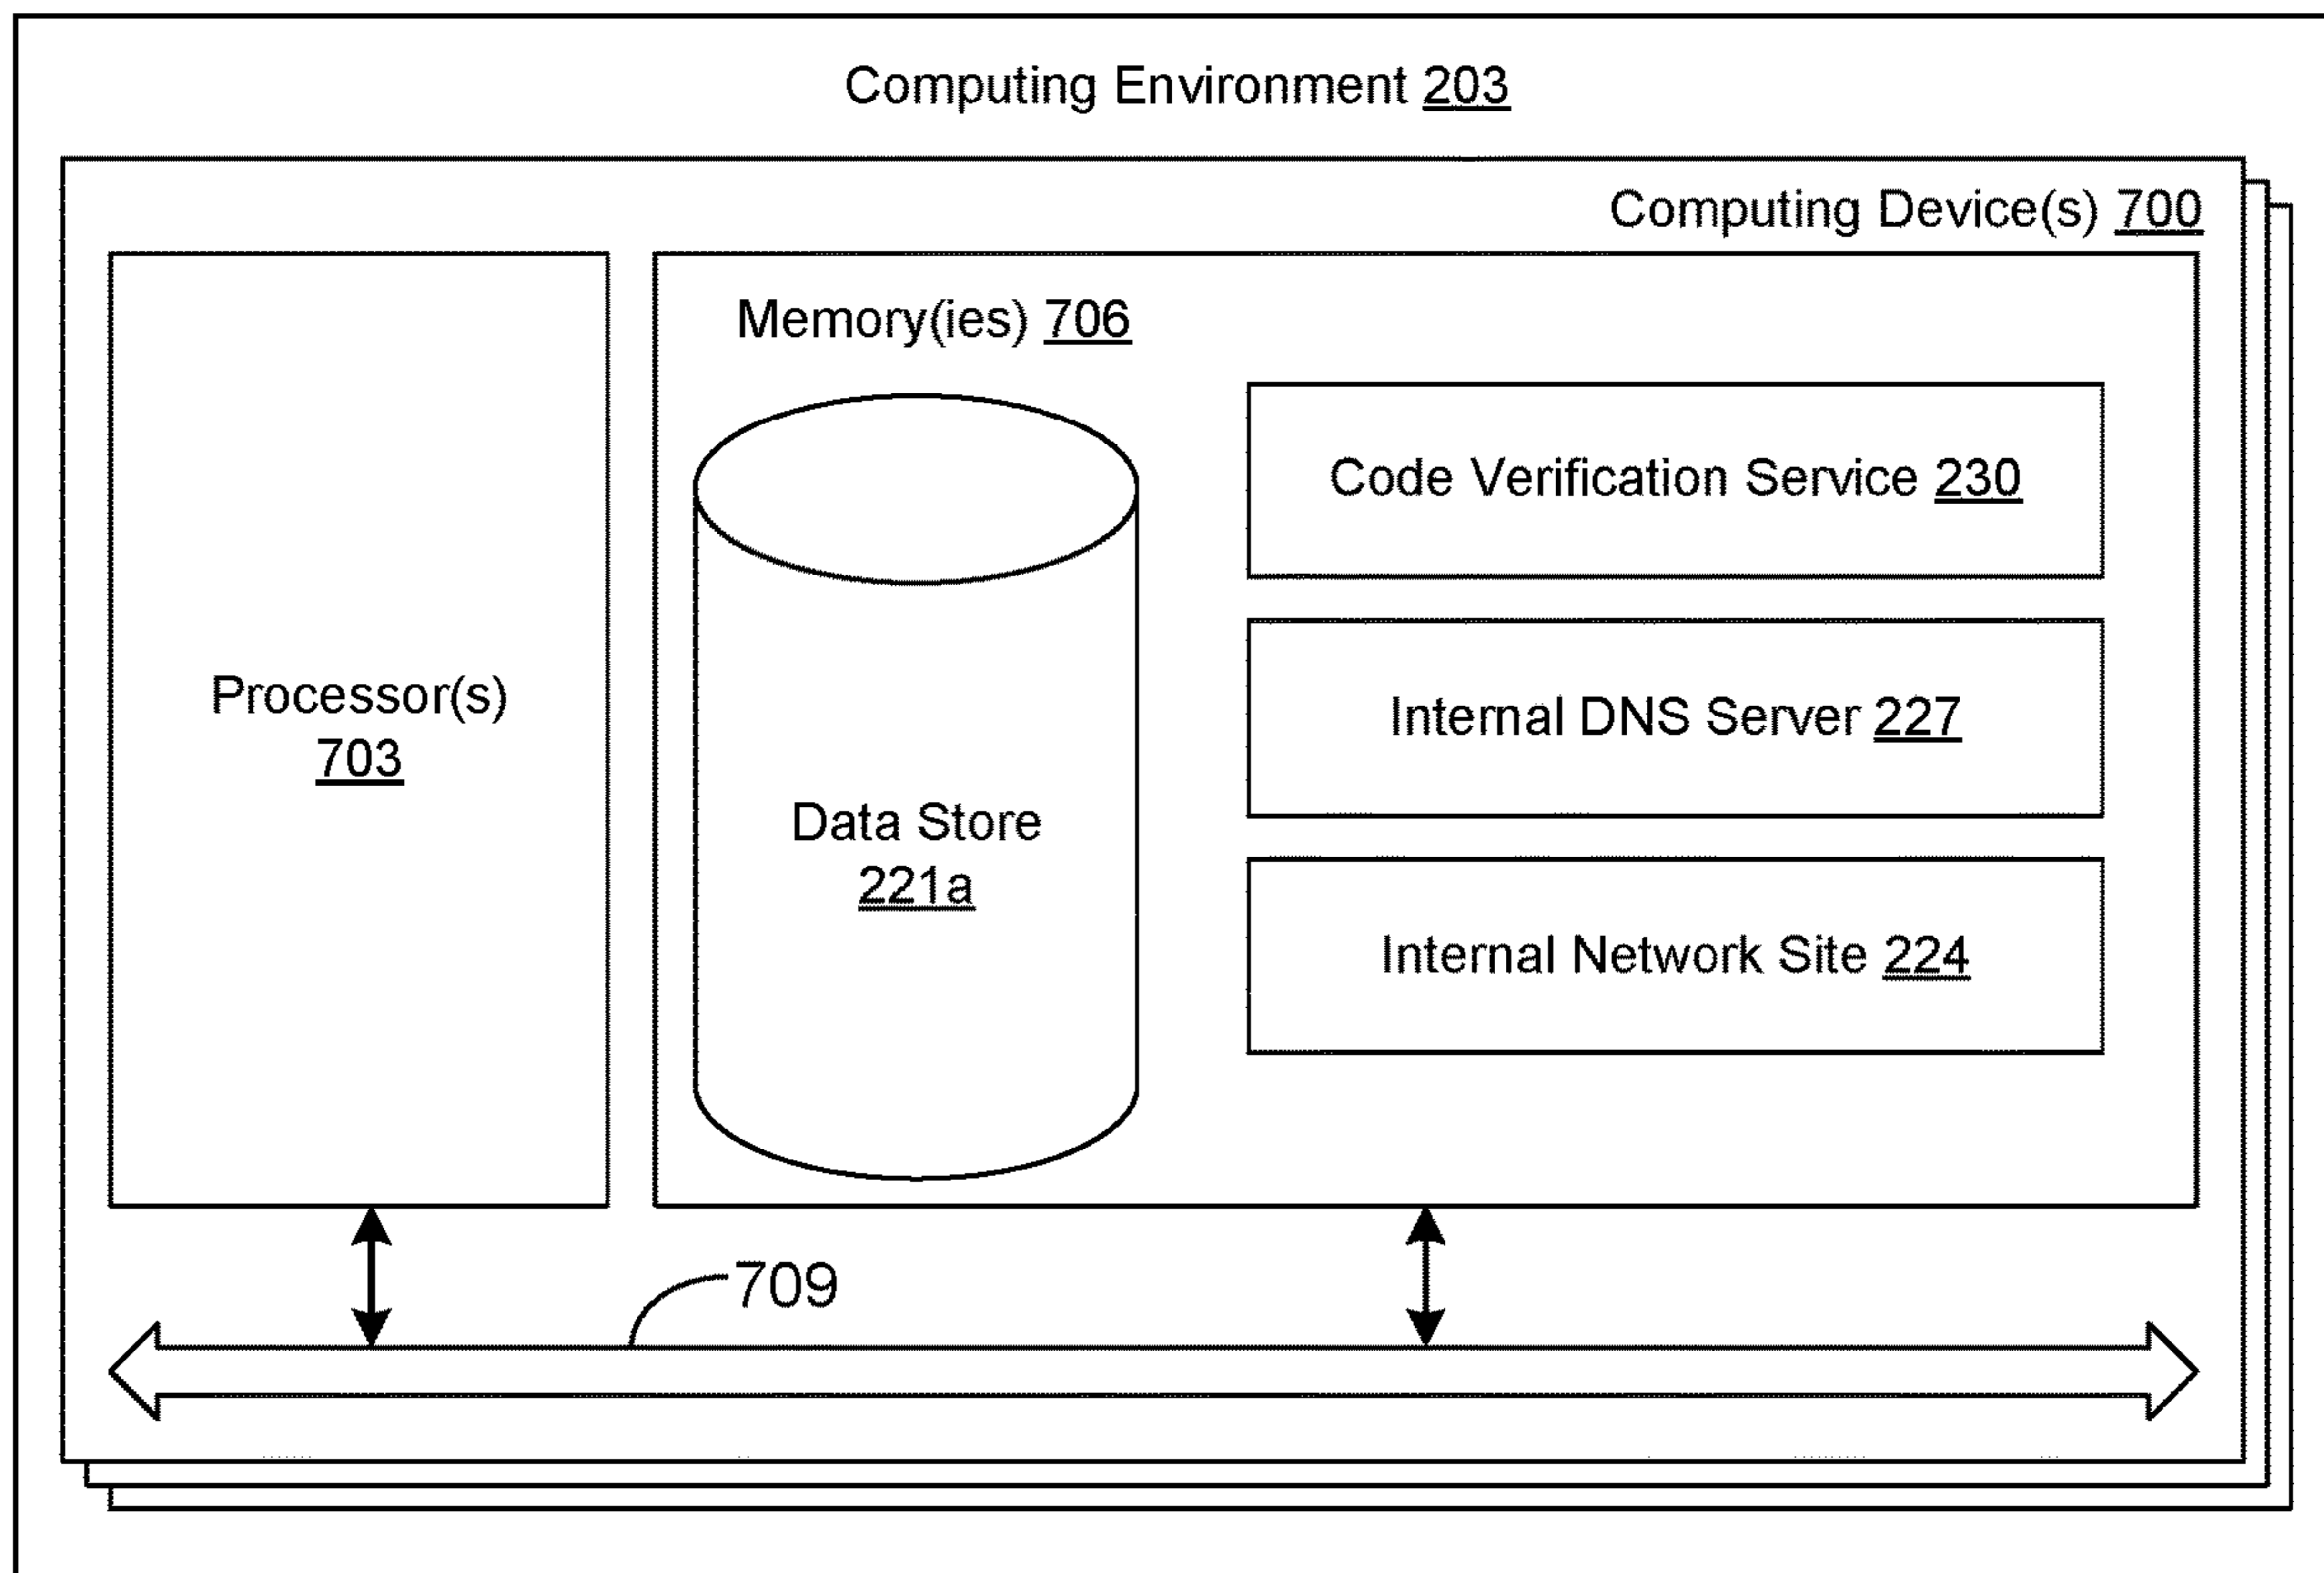 Computing Environment 203
Computing Device(s) 700
Memory(ies) 706
Code Verification Service 230
Processor(s)
703
Internal DNS Server 227
Data Store
221a
Internal Network Site 224
709